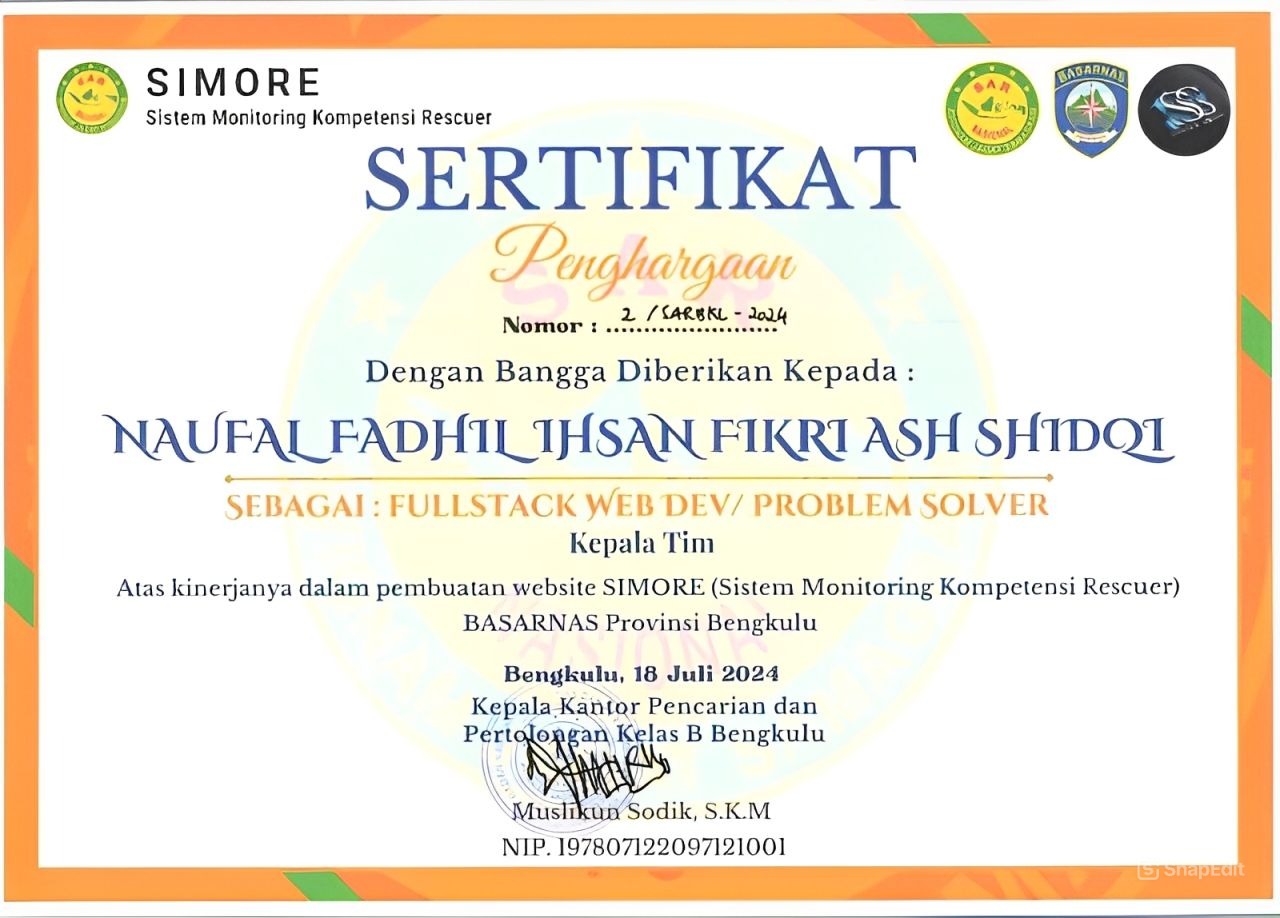 SIMORE
Sistem Monitoring Kompetensi Rescuer
SAR
NASIONAL
BASARNAS
SS
SERTIFIKAT
Penghargaan
Nomor : 2 / SARBKL - 2024
Dengan Bangga Diberikan Kepada :
NAUFAL FADHIL IHSAN FIKRI ASH SHIDQI
SEBAGAI : FULLSTACK WEB DEV/ PROBLEM SOLVER
Kepala Tim
Atas kinerjanya dalam pembuatan website SIMORE (Sistem Monitoring Kompetensi Rescuer)
BASARNAS Provinsi Bengkulu
Bengkulu, 18 Juli 2024
Kepala Kantor Pencarian dan
Pertolongan Kelas B Bengkulu
Muslikun Sodik, S.K.M
NIP. 197807122097121001
SnapEdit